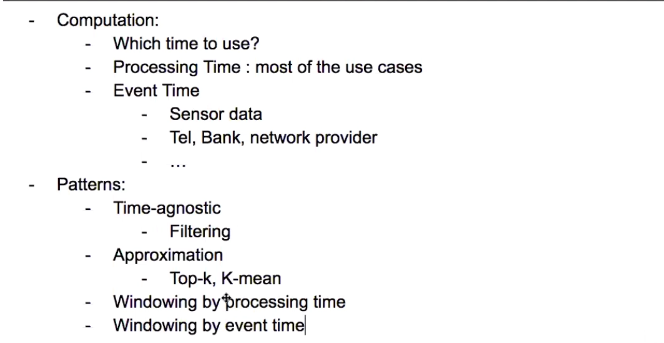 - Computation:
- Which time to use?
- Processing Time : most of the use cases
- Event Time
- Sensor data
- Tel, Bank, network provider
- ...
- Patterns:
- Time-agnostic
- Filtering
- Approximation
- Top-k, K-mean
- Windowing by processing time
- Windowing by event time